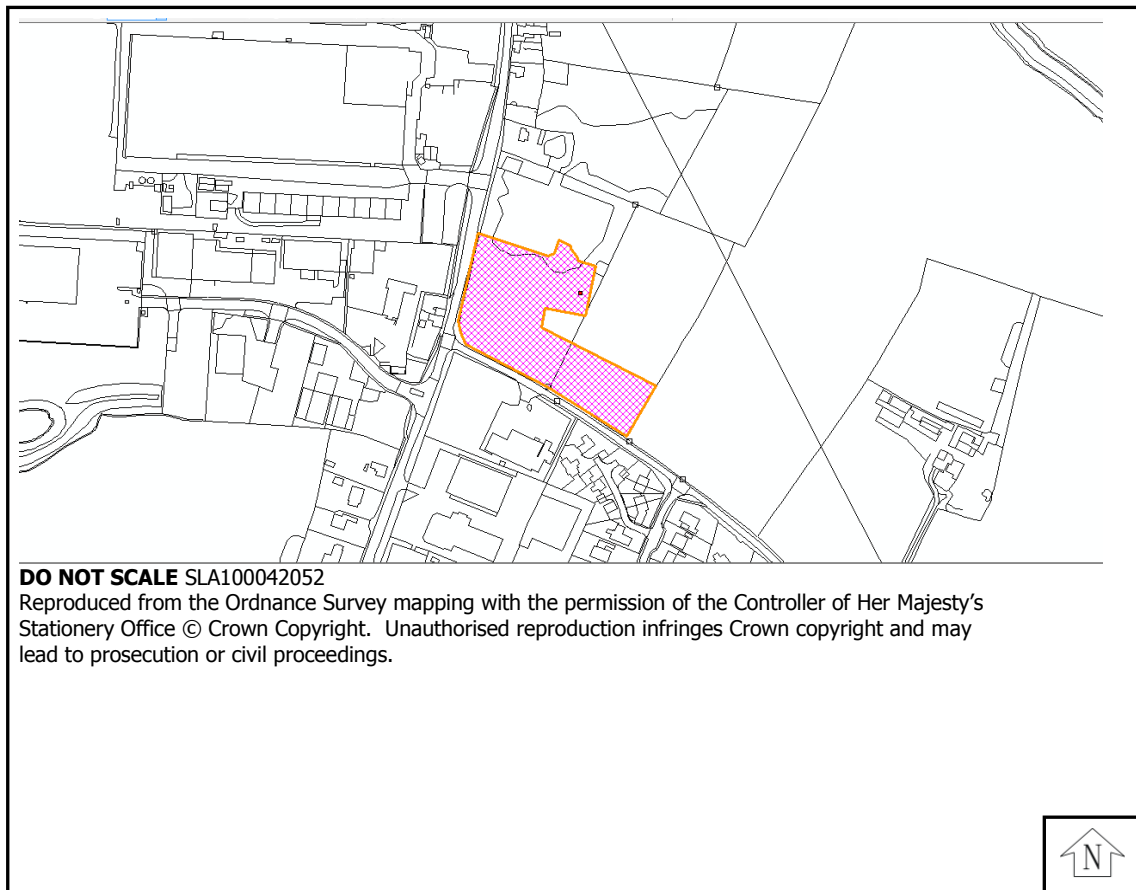 DO NOT SCALE SLA100042052
Reproduced from the Ordnance Survey mapping with the permission of the Controller of Her Majesty’s
Stationery Office © Crown Copyright. Unauthorised reproduction infringes Crown copyright and may
lead to prosecution or civil proceedings.
N